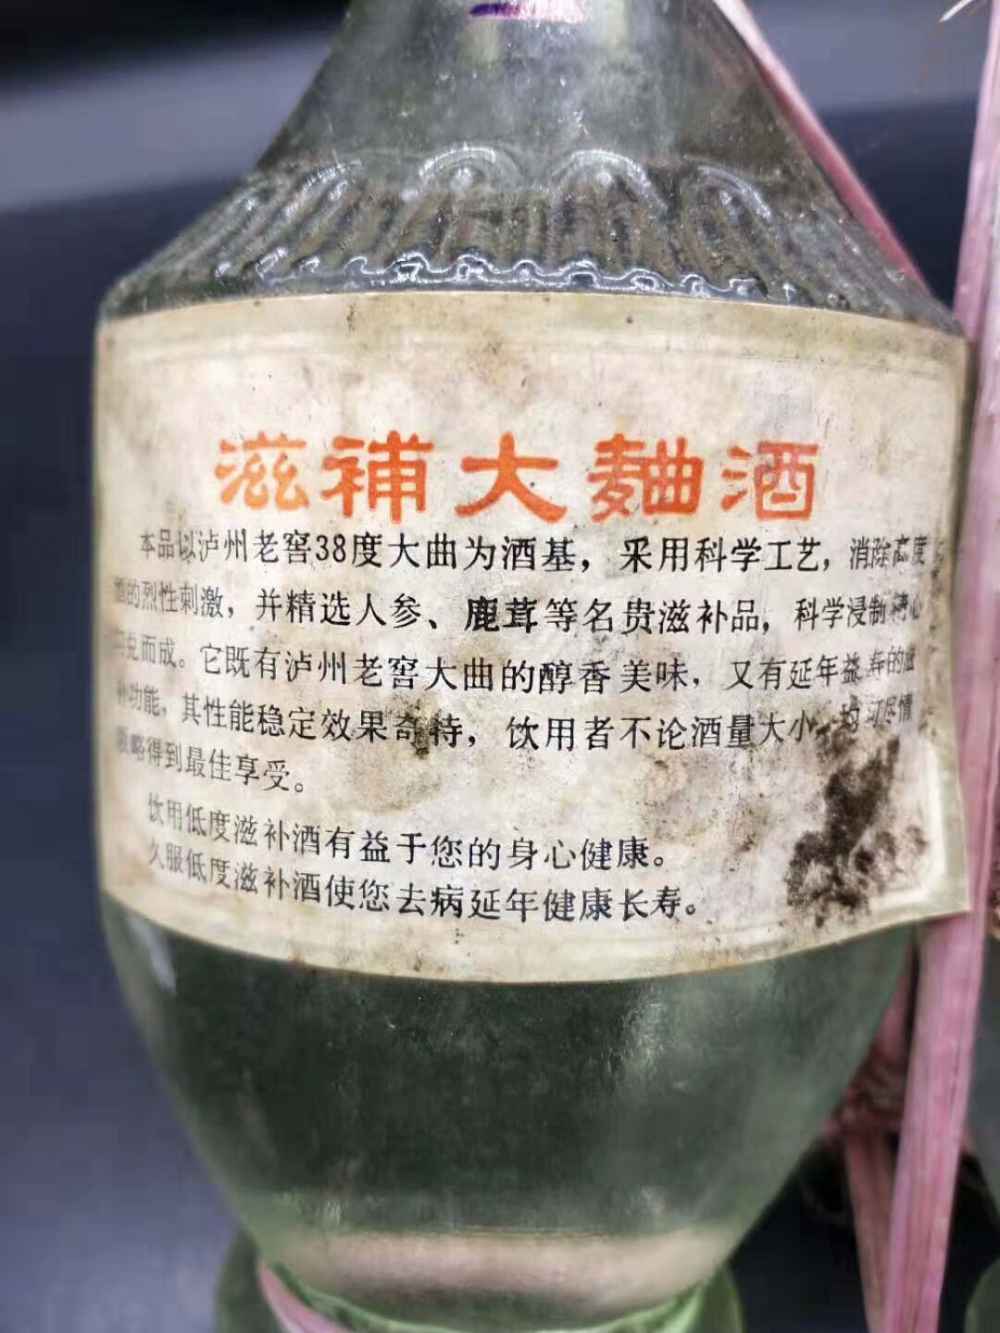 滋補大麯酒
本品以泸州老窖38度大曲为酒基，采用科学工艺，消除高度
酒的烈性刺激，并精选人参、鹿茸等名贵滋补品，科学浸制精心
而成。它既有泸州老窖大曲的醇香美味，又有延年益寿的滋
补功能，其性能稳定效果奇特，饮用者不论酒量大小，均可尽情
领略得到最佳享受。
饮用低度滋补酒有益于您的身心健康。
久服低度滋补酒使您去病延年健康长寿。